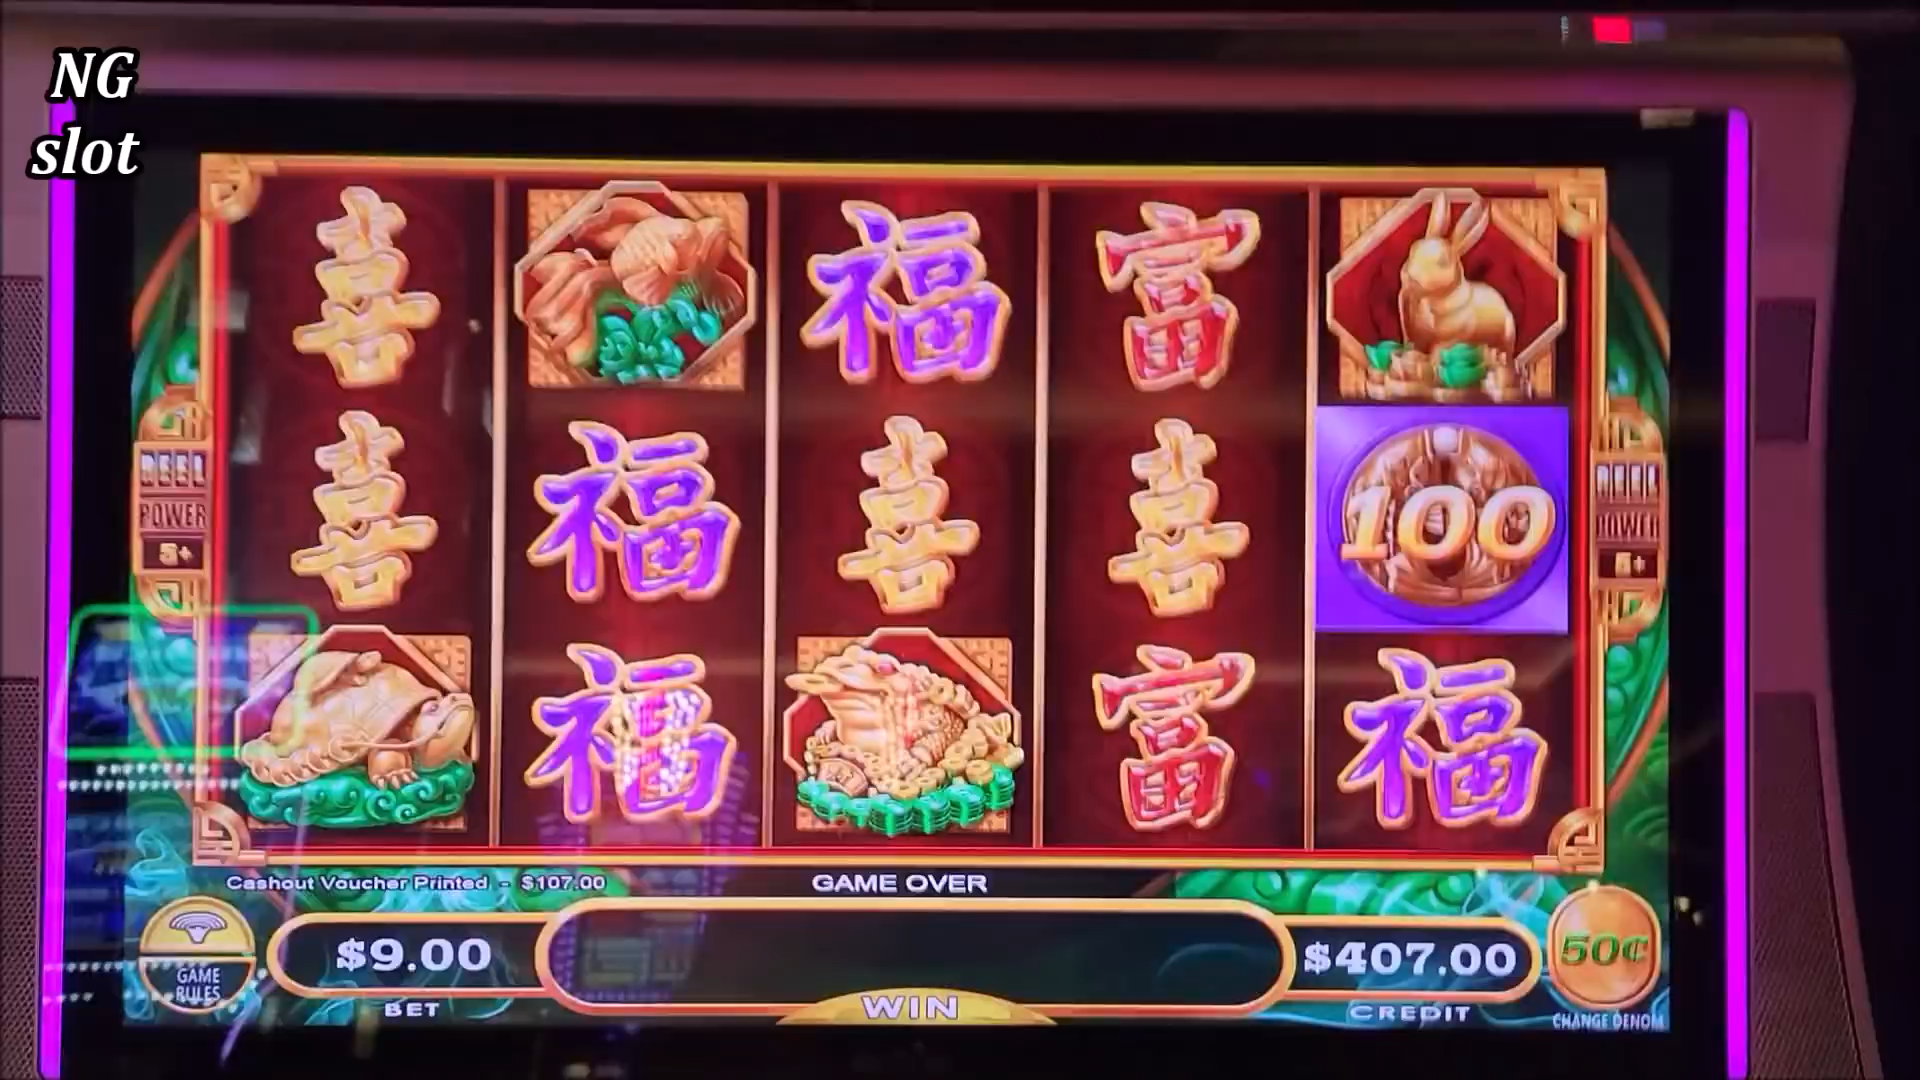 NG
slot
喜
福
富
喜
福
喜
喜
100
福
福
富
福
REEL
POWER
5+
REEL
POWER
Cashout Voucher Printed - $107.00
GAME OVER
$9.00
BET
WIN
$407.00
CREDIT
GAME
RULES
50¢
CHANGE DENOM